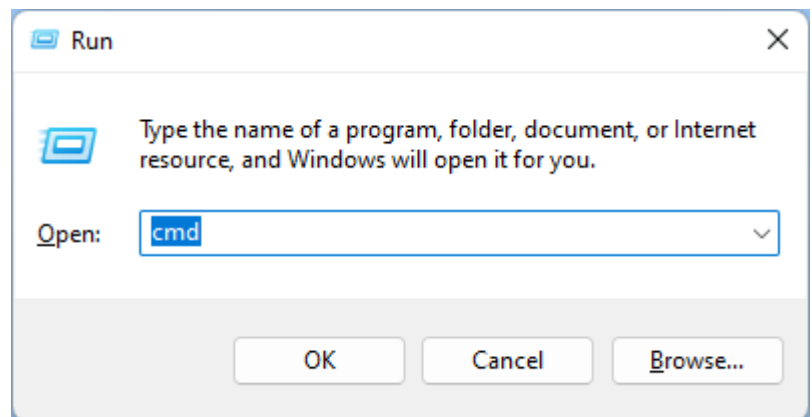 Run
Type the name of a program, folder, document, or Internet
resource, and Windows will open it for you.
Open: cmd
OK Cancel Browse...